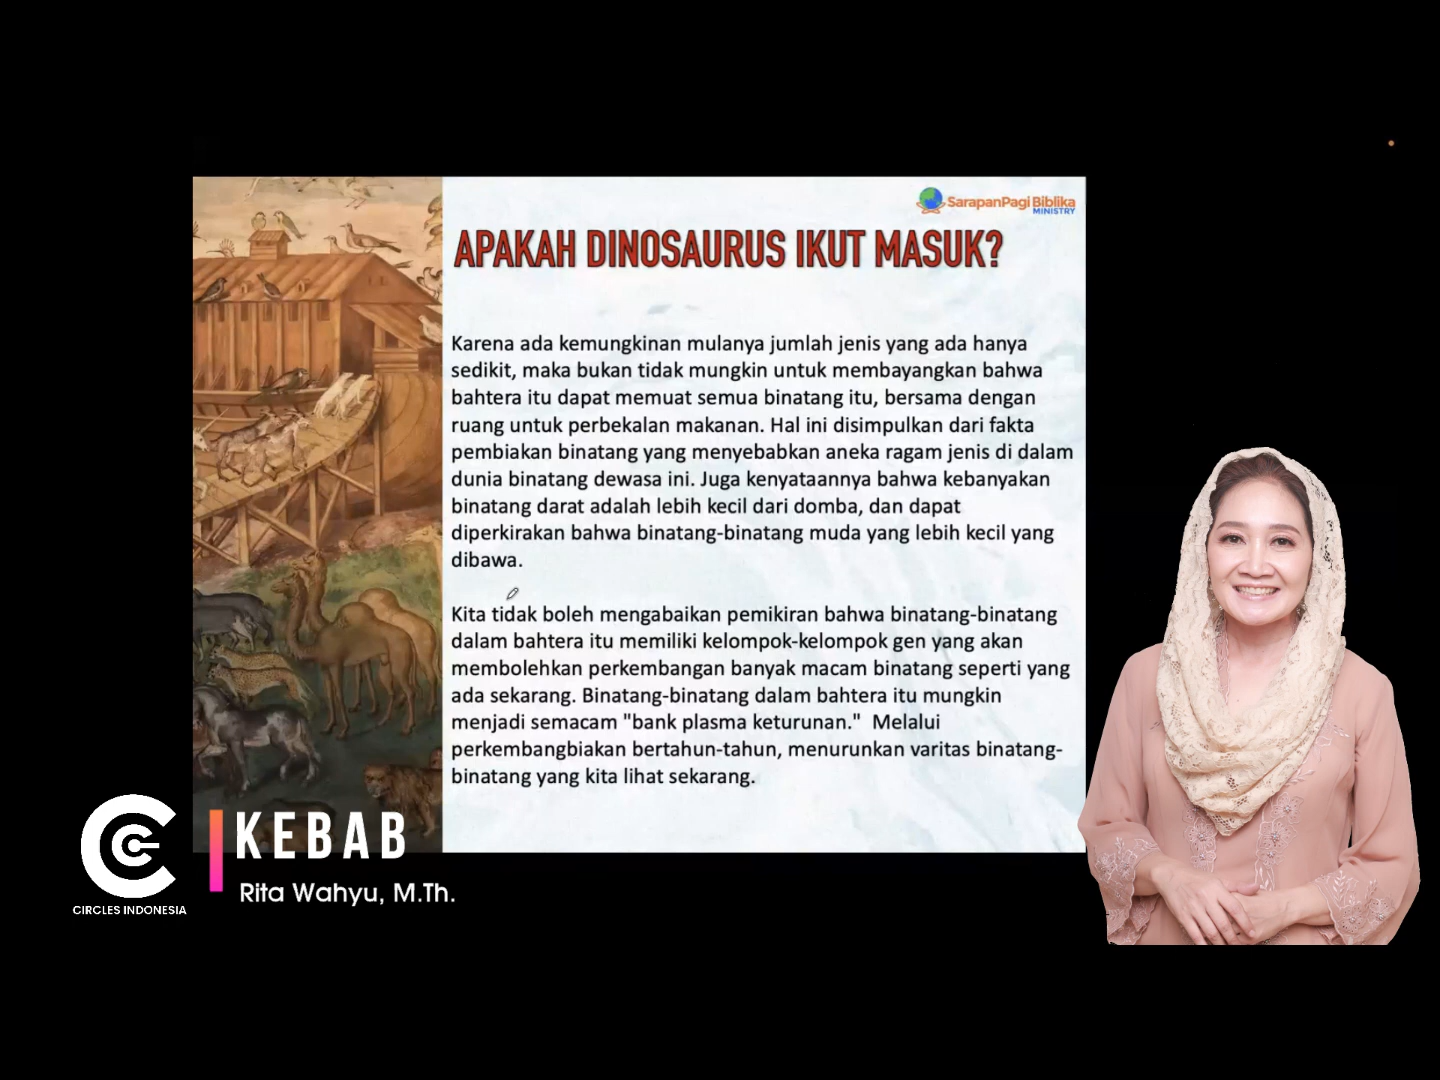 SarapanPagi Biblika
MINISTRY
APAKAH DINOSAURUS IKUT MASUK?
Karena ada kemungkinan mulanya jumlah jenis yang ada hanya
sedikit, maka bukan tidak mungkin untuk membayangkan bahwa
bahtera itu dapat memuat semua binatang itu, bersama dengan
ruang untuk perbekalan makanan. Hal ini disimpulkan dari fakta
pembiakan binatang yang menyebabkan aneka ragam jenis di dalam
dunia binatang dewasa ini. Juga kenyataannya bahwa kebanyakan
binatang darat adalah lebih kecil dari domba, dan dapat
diperkirakan bahwa binatang-binatang muda yang lebih kecil yang
dibawa.
Kita tidak boleh mengabaikan pemikiran bahwa binatang-binatang
dalam bahtera itu memiliki kelompok-kelompok gen yang akan
membolehkan perkembangan banyak macam binatang seperti yang
ada sekarang. Binatang-binatang dalam bahtera itu mungkin
menjadi semacam "bank plasma keturunan."  Melalui
perkembangbiakan bertahun-tahun, menurunkan varitas binatang-
binatang yang kita lihat sekarang.
KEBAB
Rita Wahyu, M.Th.
CIRCLES INDONESIA